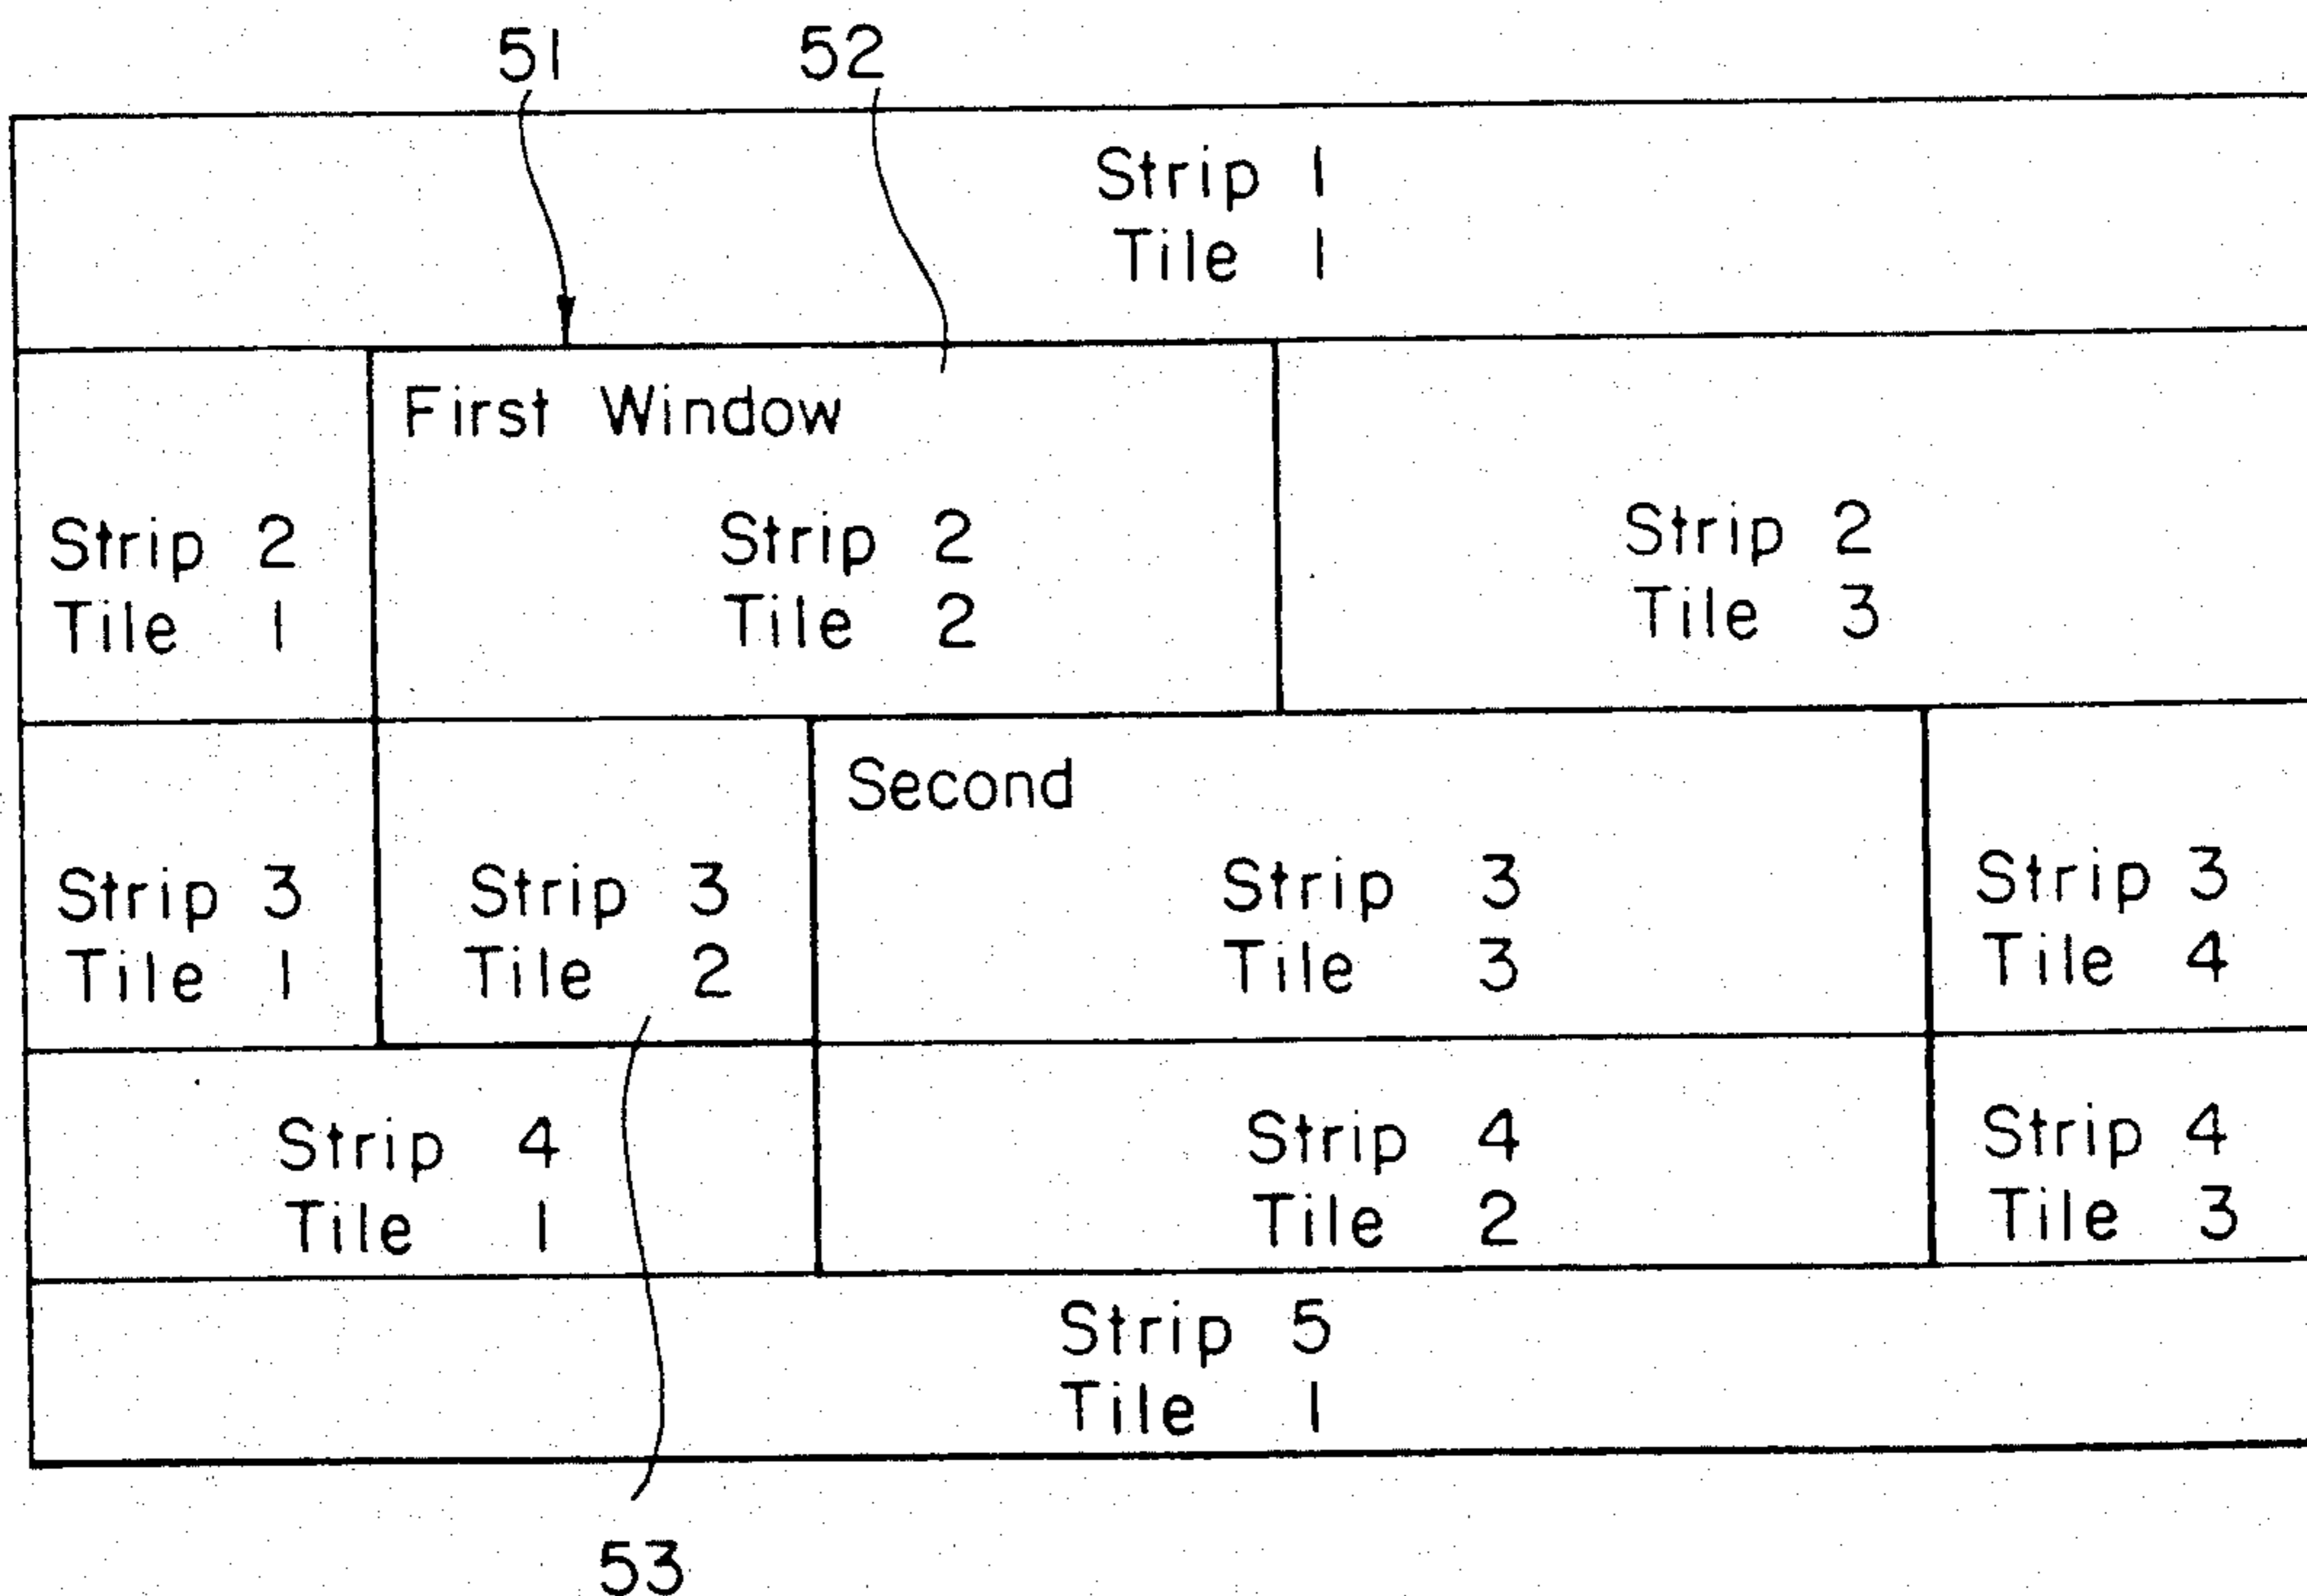 51
52
Strip 1
Tile 1
First Window
Strip 2
Tile 1
Strip 2
Tile 2
Strip 2
Tile 3
Second
Strip 3
Tile 1
Strip 3
Tile 2
Strip 3
Tile 3
Strip 3
Tile 4
Strip 4
Tile 1
Strip 4
Tile 2
Strip 4
Tile 3
Strip 5
Tile 1
53